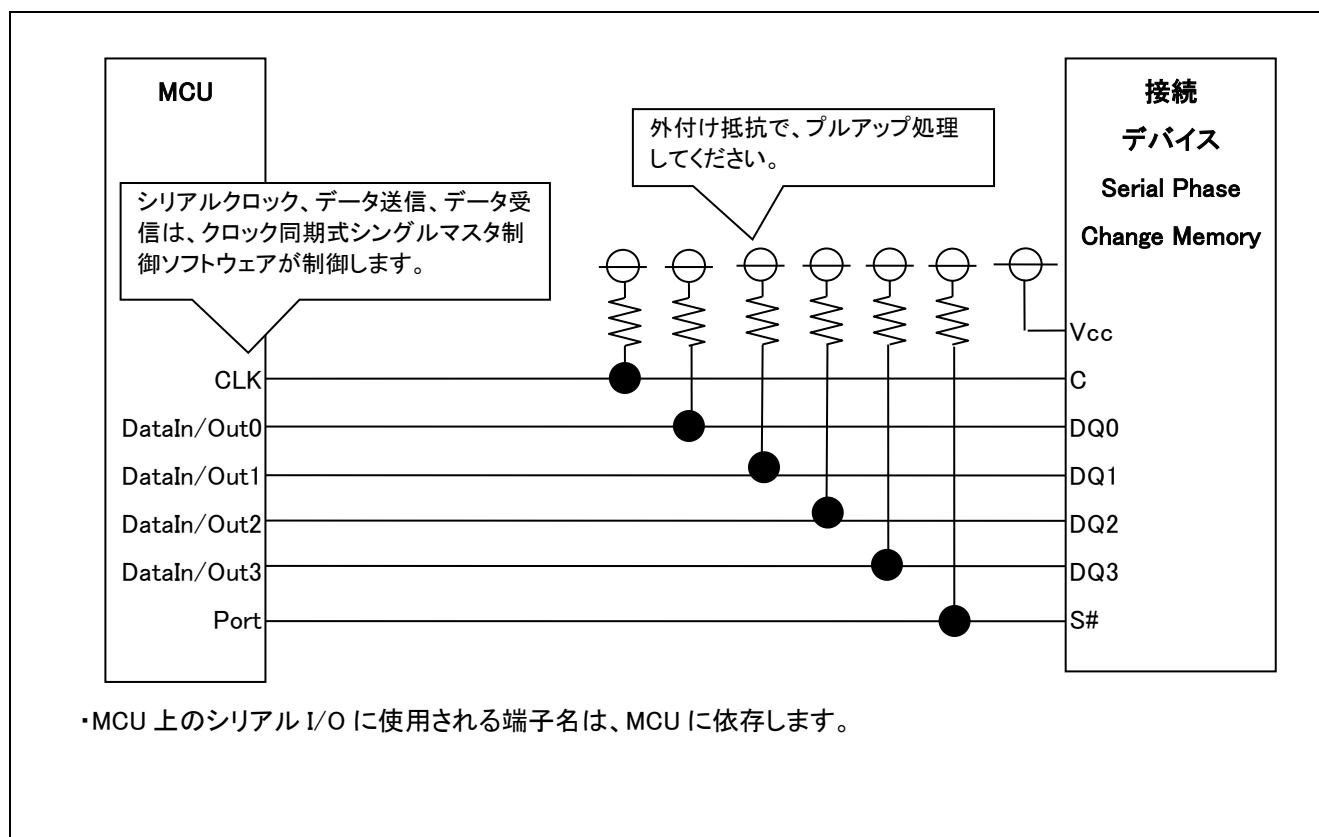 MCU
接続
デバイス
Serial Phase
Change Memory
外付け抵抗で、プルアップ処理
してください。
シリアルクロック、データ送信、データ受
信は、クロック同期式シングルマスタ制
御ソフトウェアが制御します。
Vcc
CLK
C
DataIn/Out0
DQ0
DataIn/Out1
DQ1
DataIn/Out2
DQ2
DataIn/Out3
DQ3
Port
S#
・MCU 上のシリアル I/O に使用される端子名は、MCU に依存します。